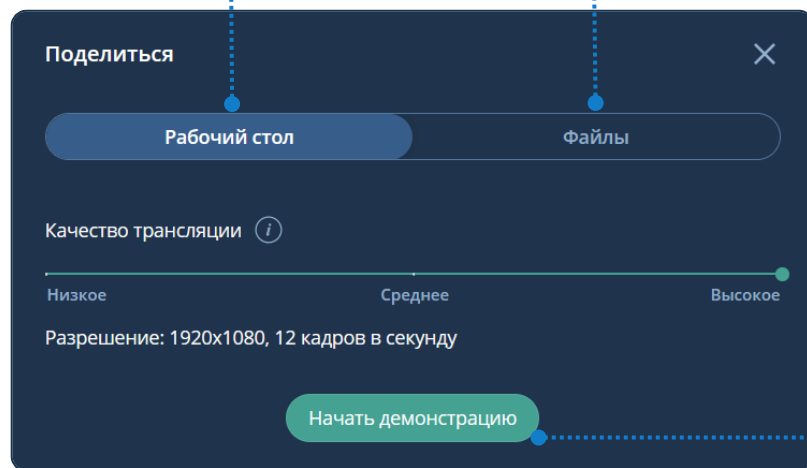 Поделиться
Рабочий стол
Файлы
Качество трансляции i
Низкое
Среднее
Высокое
Разрешение: 1920x1080, 12 кадров в секунду
Начать демонстрацию